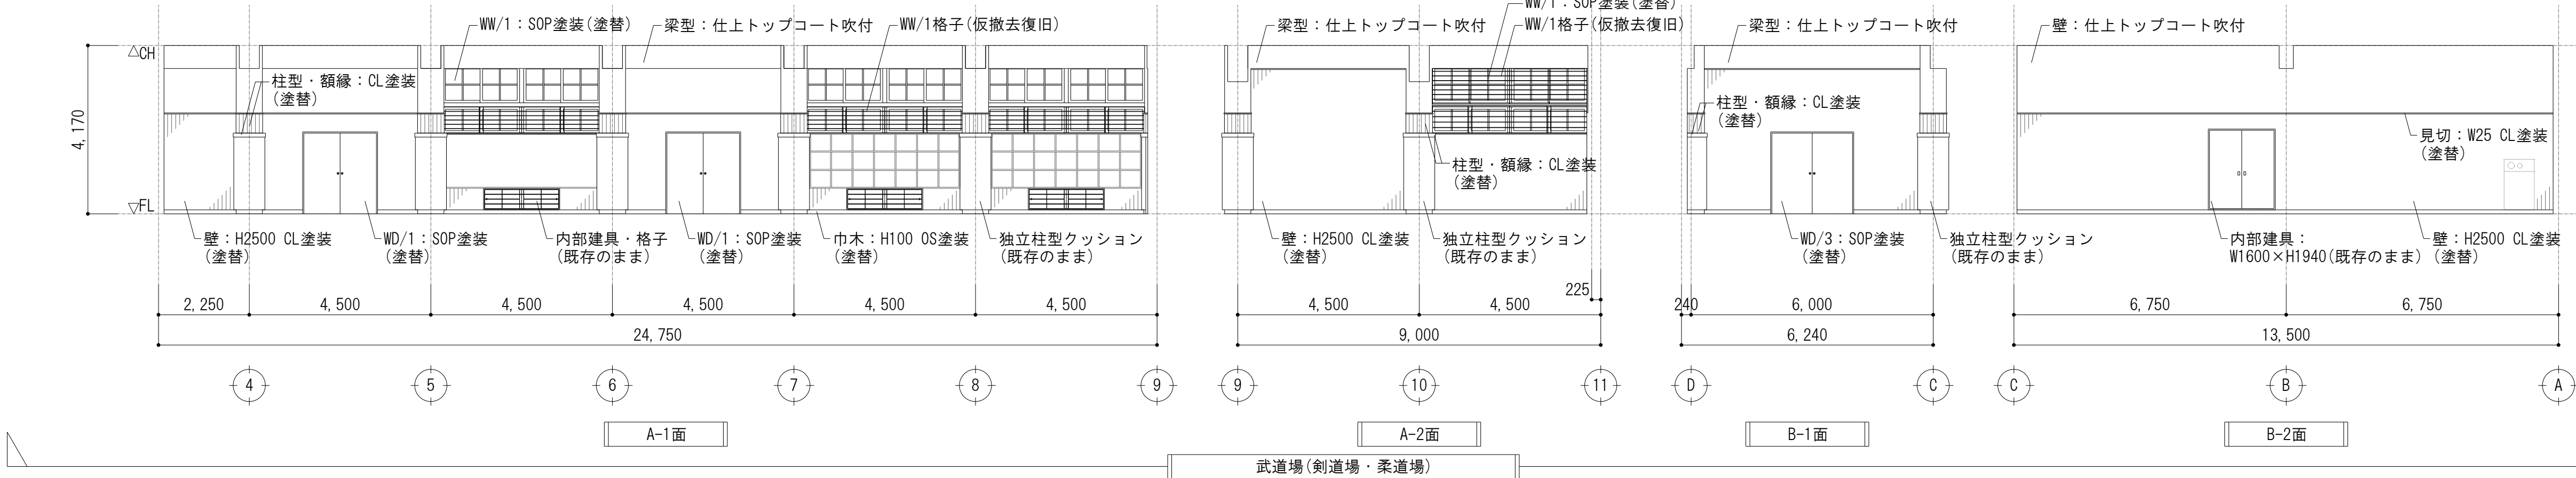 WW/1：SOP塗装(塗替)
梁型：仕上トップコート吹付
WW/1格子(仮撤去復旧)
△CH
柱型・額縁：CL塗装
(塗替)
4,170
▽FL
壁：H2500 CL塗装
(塗替)
WD/1：SOP塗装
(塗替)
内部建具・格子
(既存のまま)
WD/1：SOP塗装
(塗替)
巾木：H100 OS塗装
(塗替)
独立柱型クッション
(既存のまま)
2,250
4,500
4,500
4,500
4,500
4,500
24,750
4
5
6
7
8
9
A-1面
梁型：仕上トップコート吹付
WW/1：SOP塗装(塗替)
WW/1格子(仮撤去復旧)
柱型・額縁：CL塗装
(塗替)
壁：H2500 CL塗装
(塗替)
独立柱型クッション
(既存のまま)
225
4,500
4,500
9,000
9
10
11
A-2面
梁型：仕上トップコート吹付
柱型・額縁：CL塗装
(塗替)
WD/3：SOP塗装
(塗替)
独立柱型クッション
(既存のまま)
240
6,000
6,240
D
C
B-1面
壁：仕上トップコート吹付
見切：W25 CL塗装
(塗替)
内部建具：
W1600×H1940(既存のまま)
壁：H2500 CL塗装
(塗替)
6,750
6,750
13,500
C
B
A
B-2面
武道場(剣道場・柔道場)